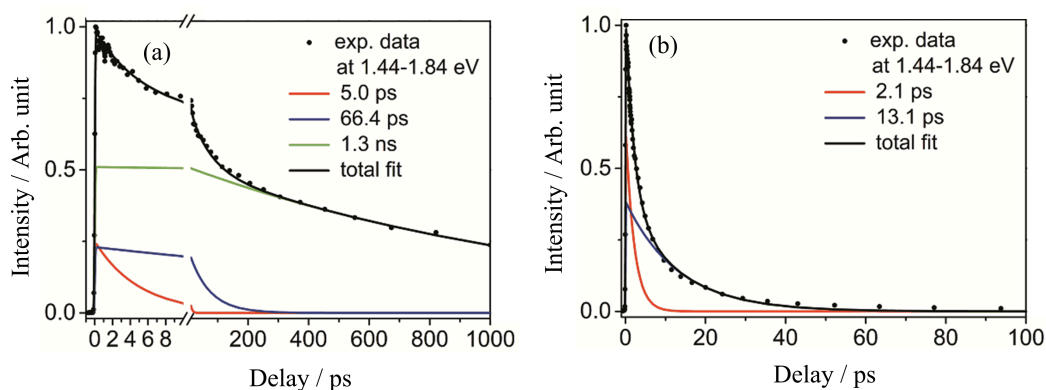 (a)
exp. data
at 1.44-1.84 eV
5.0 ps
66.4 ps
1.3 ns
total fit
Intensity / Arb. unit
1.0
0.5
0.0
0 2 4 6 8 200 400 600 800 1000
Delay / ps
(b)
exp. data
at 1.44-1.84 eV
2.1 ps
13.1 ps
total fit
Intensity / Arb. unit
1.0
0.5
0.0
0 20 40 60 80 100
Delay / ps